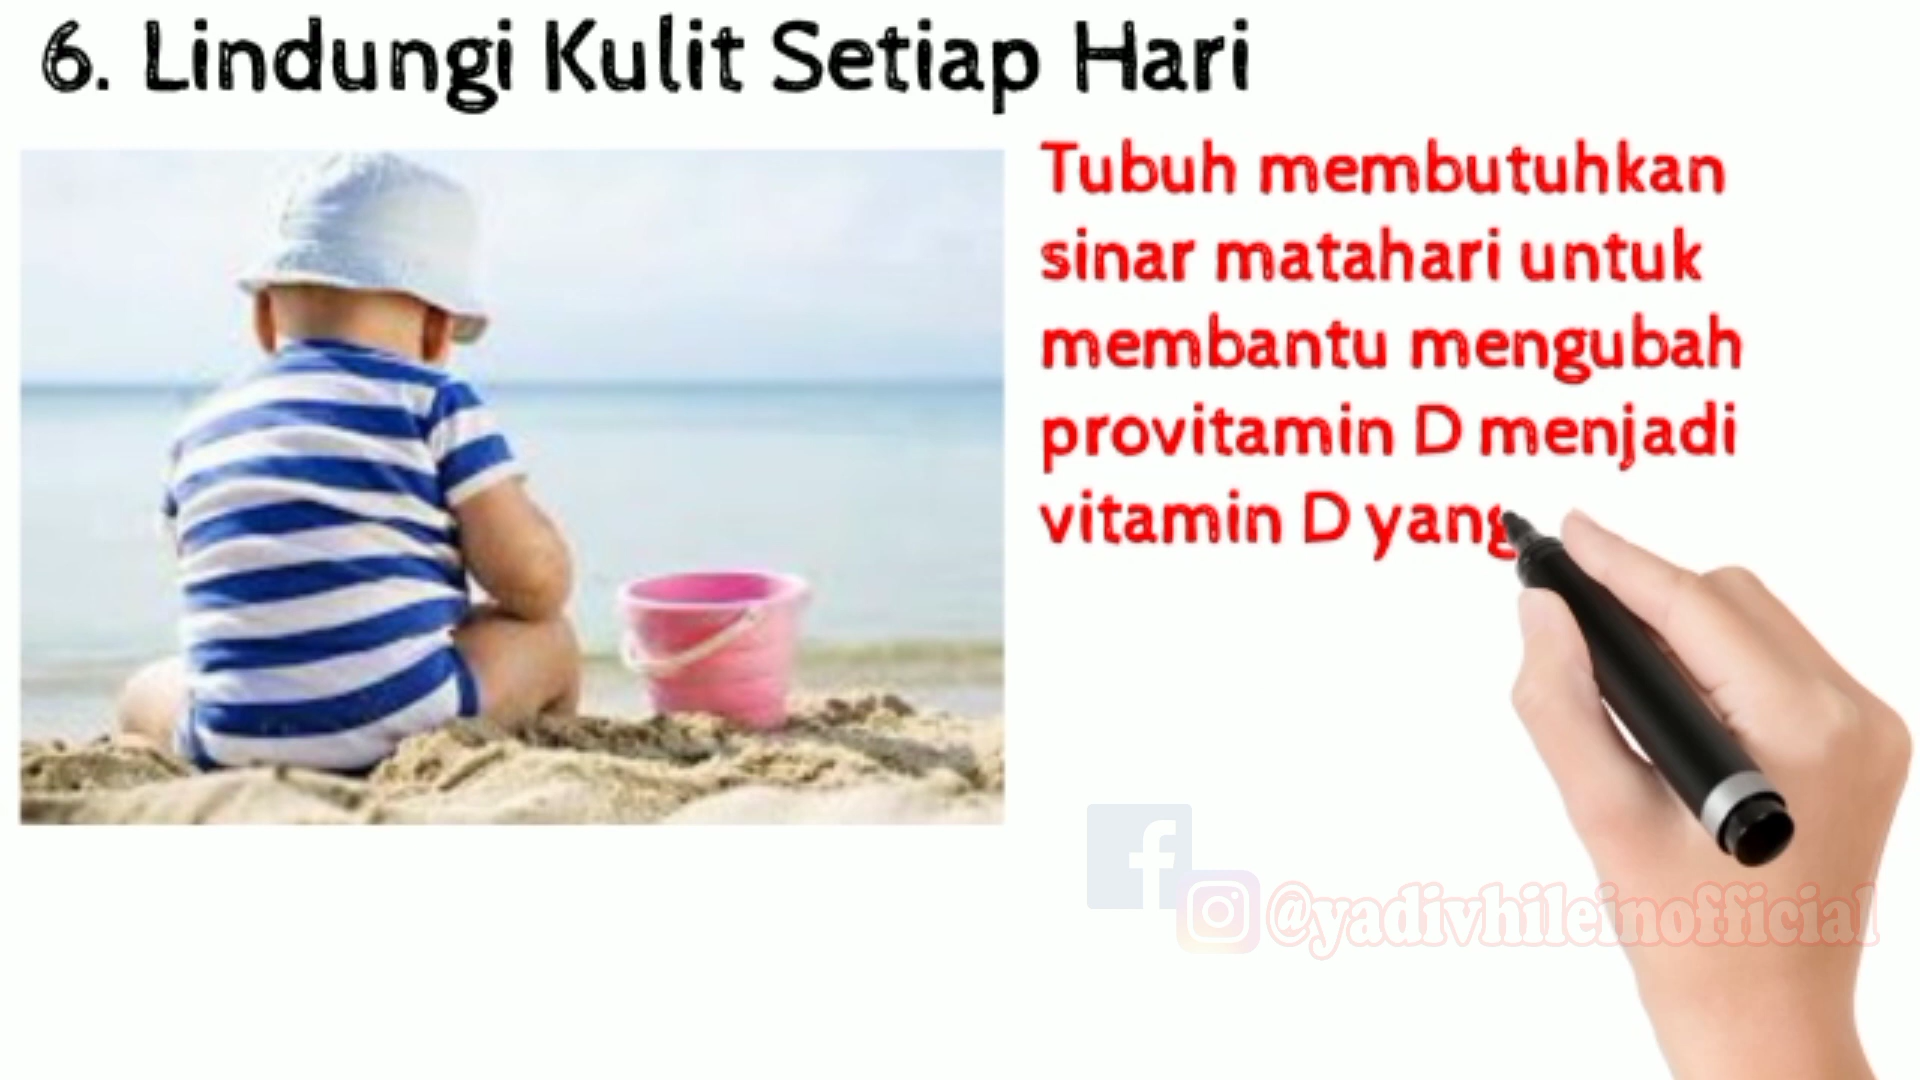 6. Lindungi Kulit Setiap Hari
Tubuh membutuhkan
sinar matahari untuk
membantu mengubah
provitamin D menjadi
vitamin D yang
@yadivhileinofficial